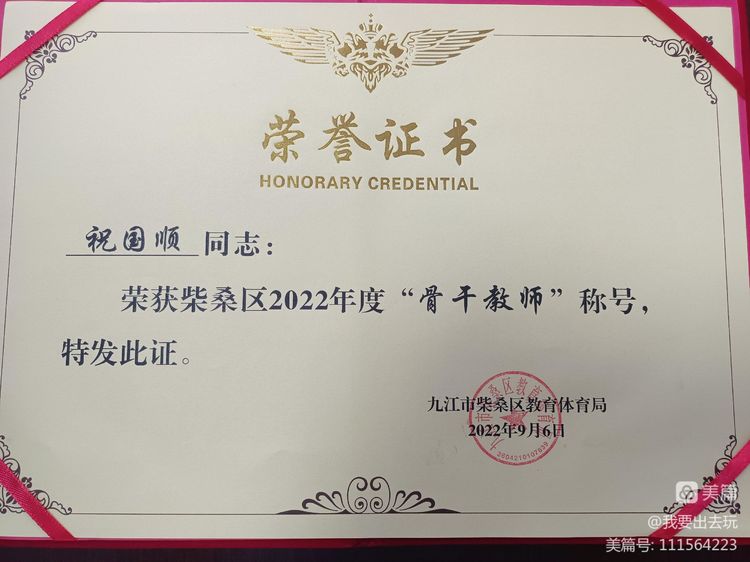 荣誉证书
HONORARY CREDENTIAL
祝国顺 同志：
荣获柴桑区2022年度“骨干教师”称号，
特发此证。
九江市柴桑区教育体育局
2022年9月6日
美篇
@我要出去玩
美篇号: 111564223